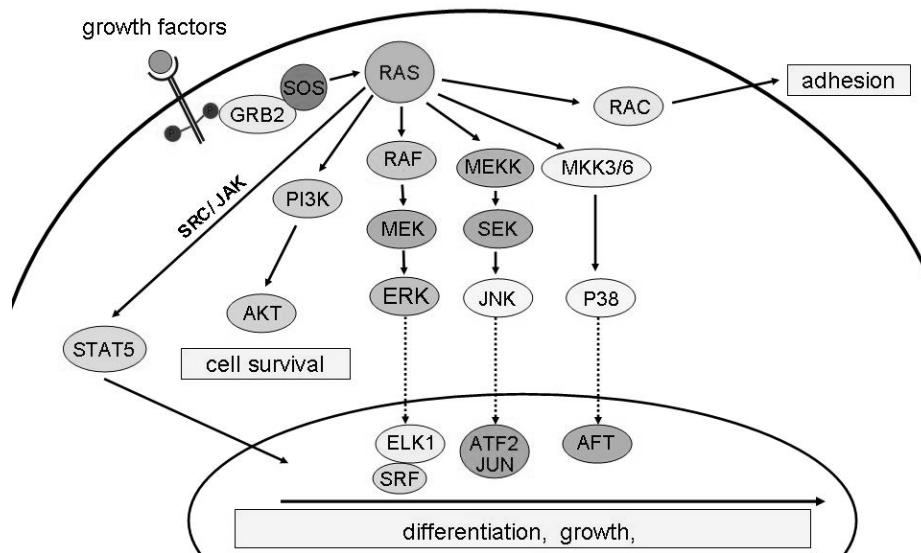 growth factors
SOS
RAS
GRB2
RAC
adhesion
RAF
MEKK
MKK3/6
SRC/ JAK
PI3K
MEK
SEK
AKT
ERK
JNK
P38
STAT5
cell survival
ELK1
SRF
ATF2
JUN
AFT
differentiation, growth,